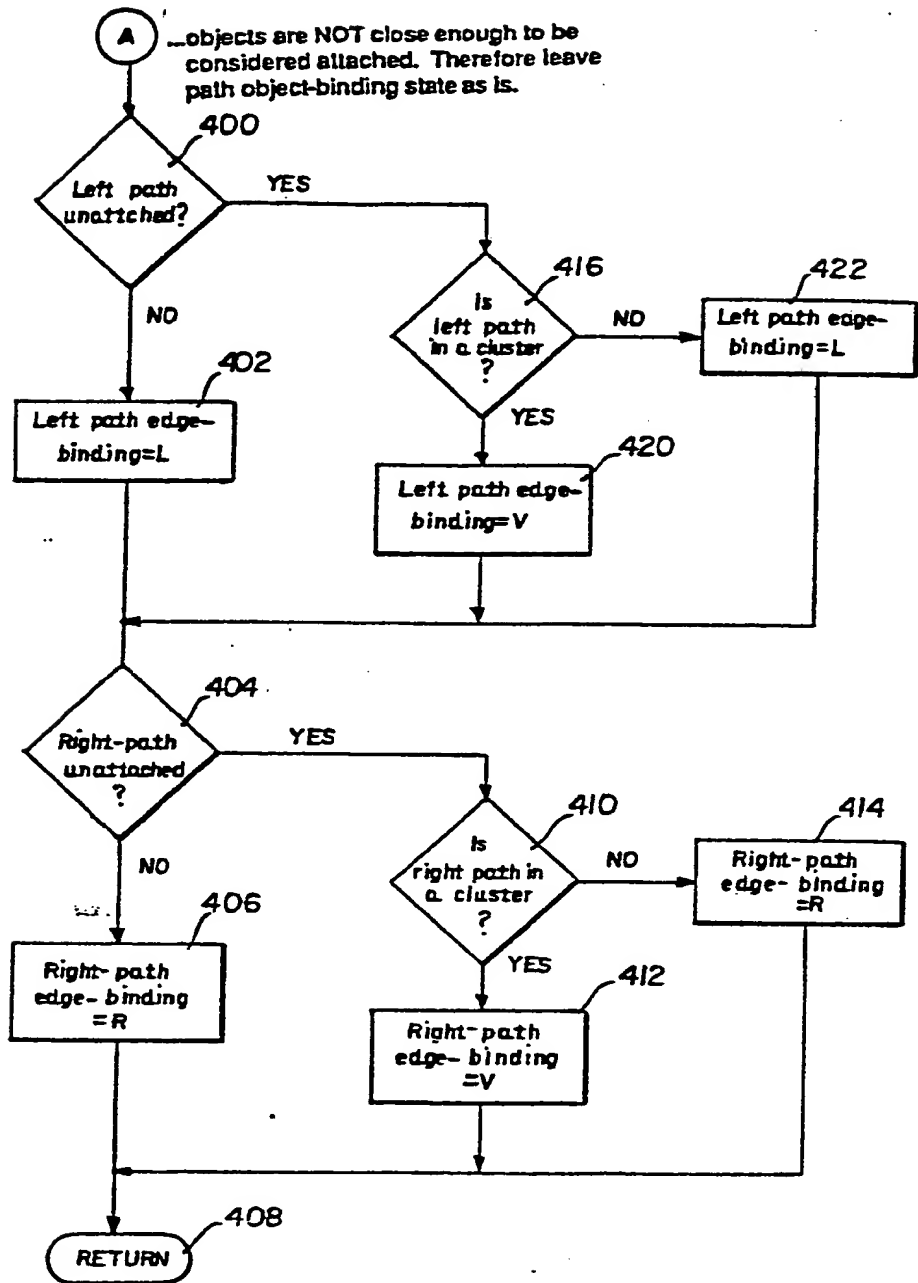 A
...objects are NOT close enough to be
considered attached. Therefore leave
path object-binding state as is.
400
Left path
unattched?
YES
NO
416
Is
left path
in a cluster
?
NO
YES
422
Left path edge-
binding=L
402
Left path edge-
binding=L
420
Left path edge-
binding=V
404
Right-path
unattached
?
YES
NO
410
Is
right path in
a cluster
?
NO
YES
414
Right-path
edge-binding
=R
406
Right-path
edge-binding
=R
412
Right-path
edge-binding
=V
RETURN
408